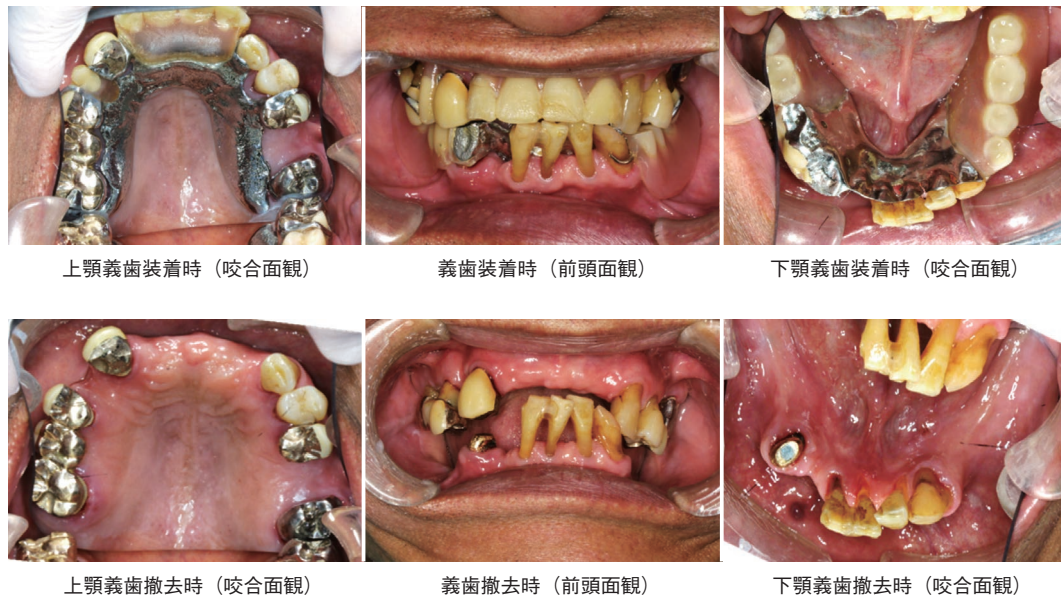 上顎義歯装着時（咬合面観）
義歯装着時（前頭面観）
下顎義歯装着時（咬合面観）
上顎義歯撤去時（咬合面観）
義歯撤去時（前頭面観）
下顎義歯撤去時（咬合面観）